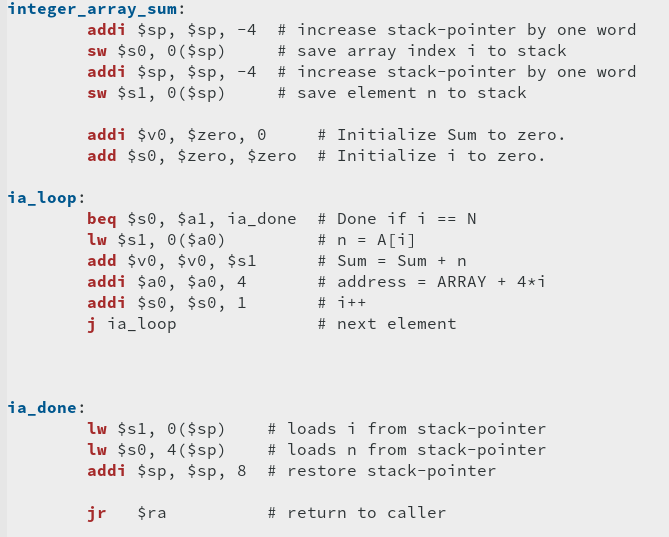 integer_array_sum:
        addi $sp, $sp, -4  # increase stack-pointer by one word
        sw $s0, 0($sp)     # save array index i to stack
        addi $sp, $sp, -4  # increase stack-pointer by one word
        sw $s1, 0($sp)     # save element n to stack

        addi $v0, $zero, 0     # Initialize Sum to zero.
        add $s0, $zero, $zero  # Initialize i to zero.

ia_loop:
        beq $s0, $a1, ia_done  # Done if i == N
        lw $s1, 0($a0)         # n = A[i]
        add $v0, $v0, $s1      # Sum = Sum + n
        addi $a0, $a0, 4       # address = ARRAY + 4*i
        addi $s0, $s0, 1       # i++
        j ia_loop              # next element

ia_done:
        lw $s1, 0($sp)    # loads i from stack-pointer
        lw $s0, 4($sp)    # loads n from stack-pointer
        addi $sp, $sp, 8  # restore stack-pointer

        jr   $ra          # return to caller